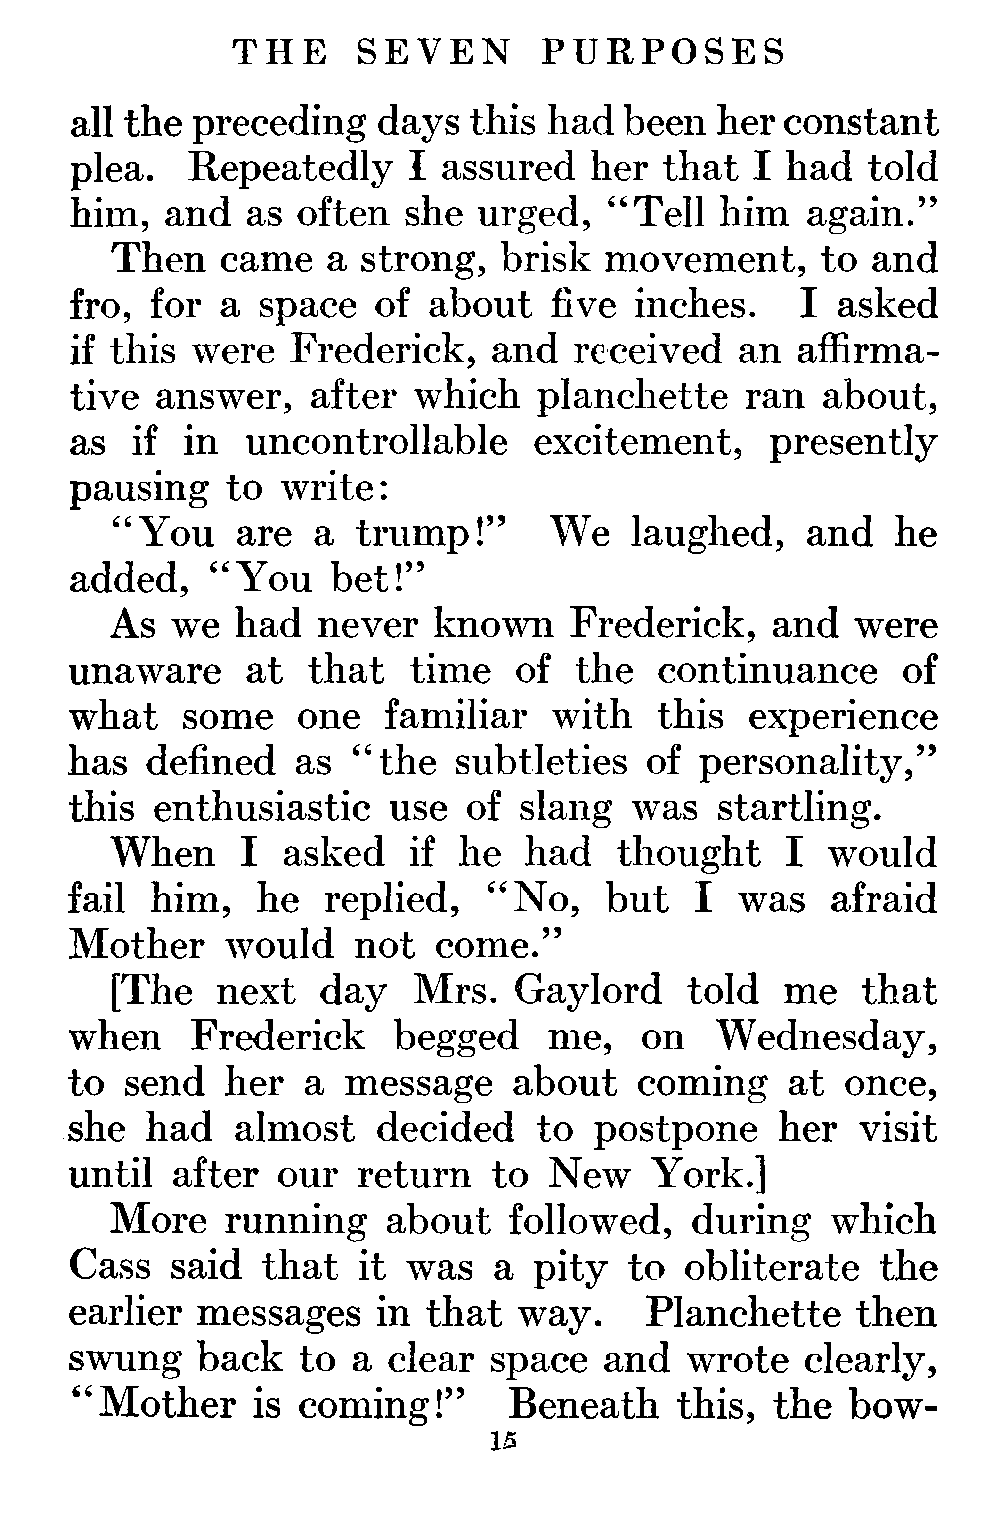 THE SEVEN PURPOSES
all the preceding days this had been her constant
plea. Repeatedly I assured her that I had told
him, and as often she urged, “Tell him again.”
Then came a strong, brisk movement, to and
fro, for a space of about five inches. I asked
if this were Frederick, and received an affirma-
tive answer, after which planchette ran about,
as if in uncontrollable excitement, presently
pausing to write:
“You are a trump!” We laughed, and he
added, “You bet!”
As we had never known Frederick, and were
unaware at that time of the continuance of
what some one familiar with this experience
has defined as “the subtleties of personality,”
this enthusiastic use of slang was startling.
When I asked if he had thought I would
fail him, he replied, “No, but I was afraid
Mother would not come.”
[The next day Mrs. Gaylord told me that
when Frederick begged me, on Wednesday,
to send her a message about coming at once,
she had almost decided to postpone her visit
until after our return to New York.]
More running about followed, during which
Cass said that it was a pity to obliterate the
earlier messages in that way. Planchette then
swung back to a clear space and wrote clearly,
“Mother is coming!” Beneath this, the bow-
15